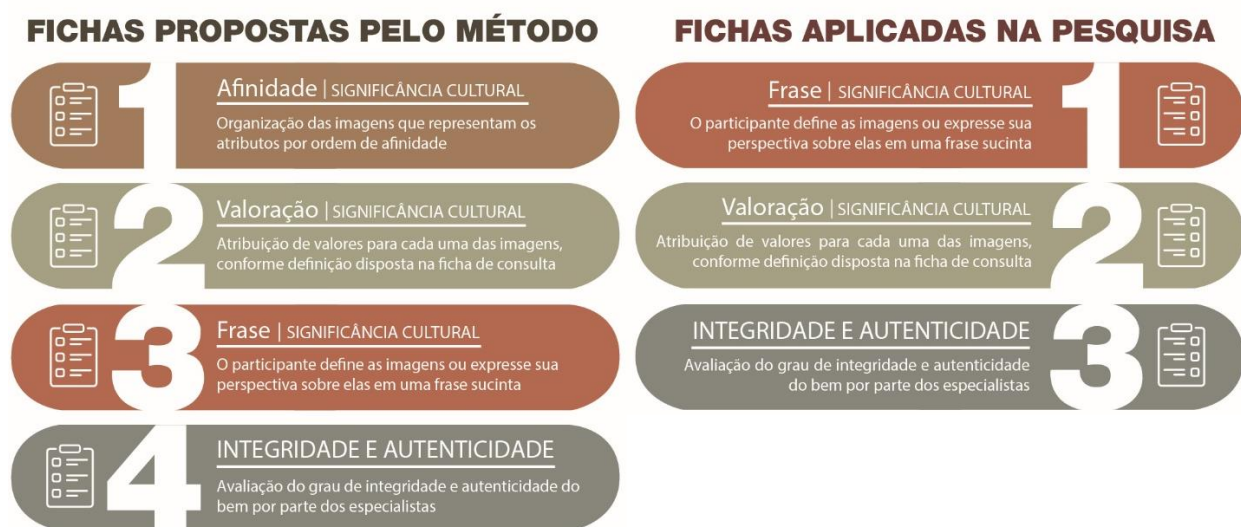 FICHAS PROPOSTAS PELO MÉTODO
1
Afinidade | SIGNIFICÂNCIA CULTURAL
Organização das imagens que representam os
atributos por ordem de afinidade
2
Valoração | SIGNIFICÂNCIA CULTURAL
Atribuição de valores para cada uma das imagens,
conforme definição disposta na ficha de consulta
3
Frase | SIGNIFICÂNCIA CULTURAL
O participante define as imagens ou expresse sua
perspectiva sobre elas em uma frase sucinta
4
INTEGRIDADE E AUTENTICIDADE
Avaliação do grau de integridade e autenticidade do
bem por parte dos especialistas
FICHAS APLICADAS NA PESQUISA
Frase | SIGNIFICÂNCIA CULTURAL
O participante define as imagens ou expresse sua
perspectiva sobre elas em uma frase sucinta
1
Valoração | SIGNIFICÂNCIA CULTURAL
Atribuição de valores para cada uma das imagens,
conforme definição disposta na ficha de consulta
2
INTEGRIDADE E AUTENTICIDADE
Avaliação do grau de integridade e autenticidade
do bem por parte dos especialistas
3